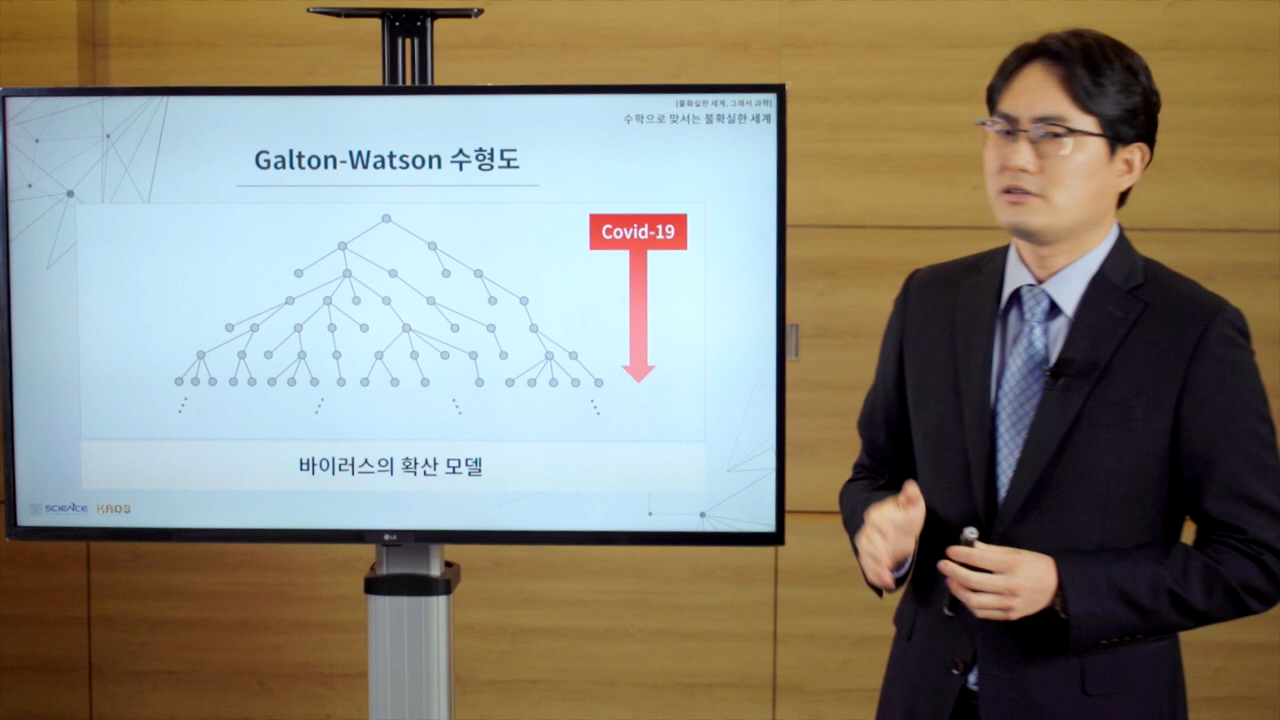 [불확실한 세계, 그래서 과학]
수학으로 맞서는 불확실한 세계
Galton-Watson 수형도
Covid-19
바이러스의 확산 모델
SCIENCE KAOS
LG